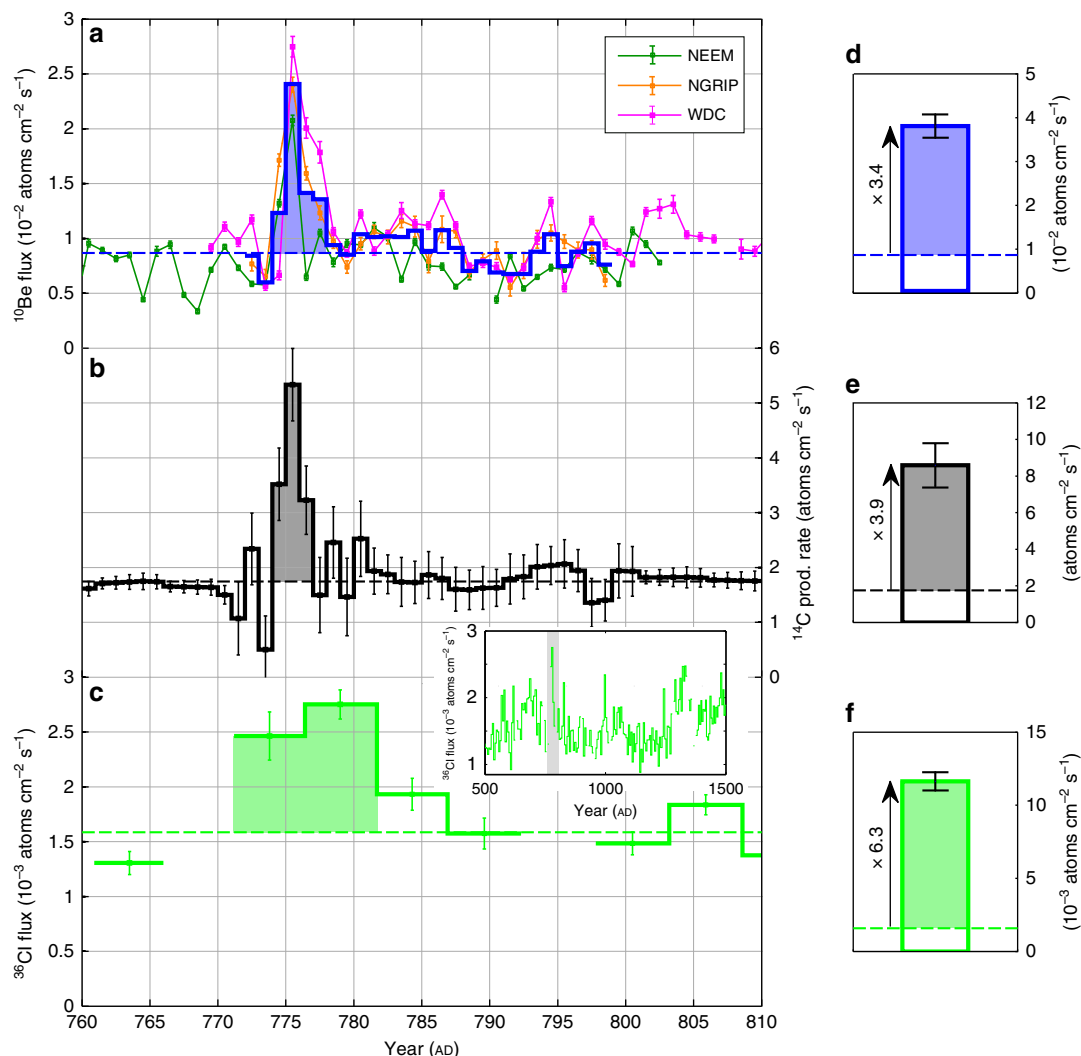 a
3
2.5
2
1.5
1
0.5
0
¹⁰Be flux (10⁻² atoms cm⁻² s⁻¹)
NEEM
NGRIP
WDC
b
6
5
4
3
2
1
0
¹⁴C prod. rate (atoms cm⁻² s⁻¹)
c
3
2.5
2
1.5
1
0.5
0
³⁶Cl flux (10⁻³ atoms cm⁻² s⁻¹)
3
2
1
³⁶Cl flux (10⁻³ atoms cm⁻² s⁻¹)
500 1000 1500
Year (AD)
760 765 770 775 780 785 790 795 800 805 810
Year (AD)
d
× 3.4
5
4
3
2
1
0
(10⁻² atoms cm⁻² s⁻¹)
e
× 3.9
12
10
8
6
4
2
0
(atoms cm⁻² s⁻¹)
f
× 6.3
15
10
5
0
(10⁻³ atoms cm⁻² s⁻¹)